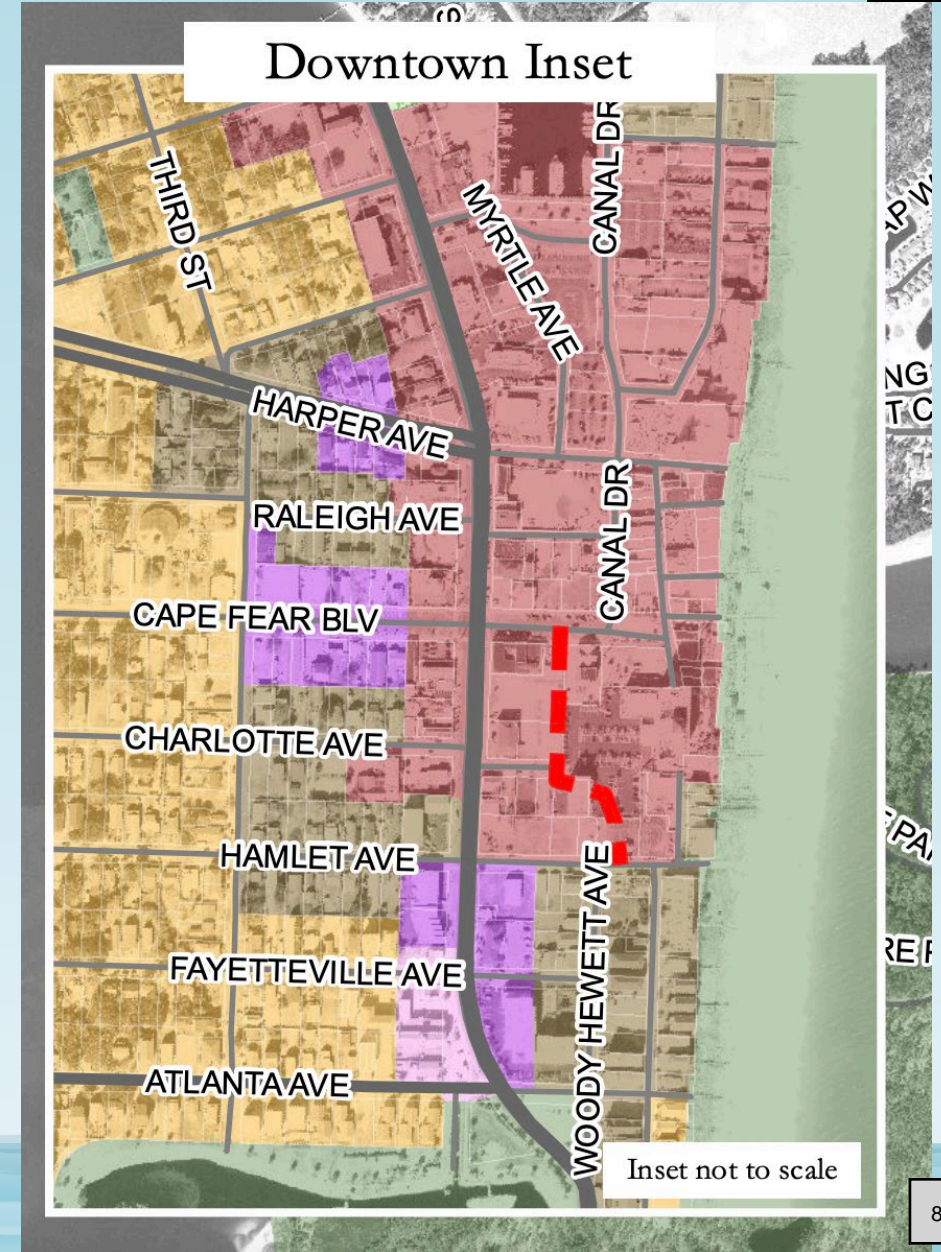 Downtown Inset
S
THIRD ST
MYRTLE AVE
CANAL DR
HARPER AVE
RALEIGH AVE
CANAL DR
CAPE FEAR BLV
CHARLOTTE AVE
HAMLET AVE
FAYETTEVILLE AVE
WOODY HEWETT AVE
ATLANTA AVE
Inset not to scale
8